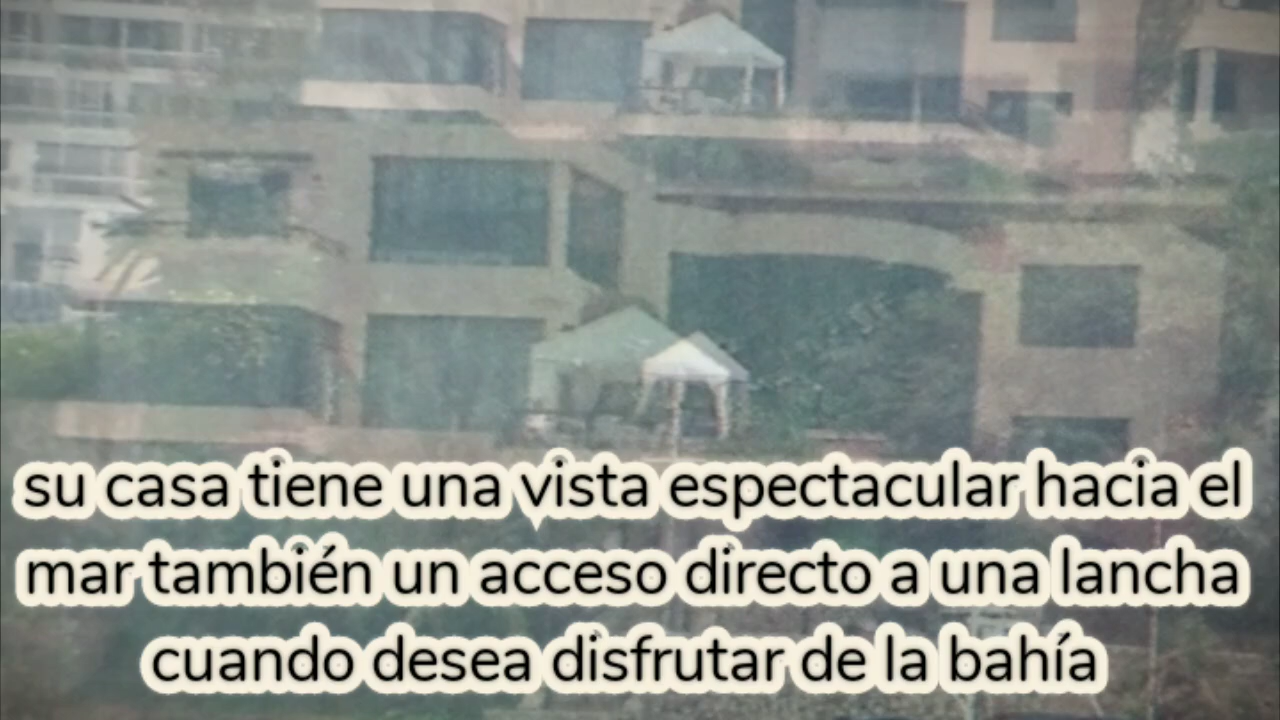 su casa tiene una vista espectacular hacia el
mar también un acceso directo a una lancha
cuando desea disfrutar de la bahía